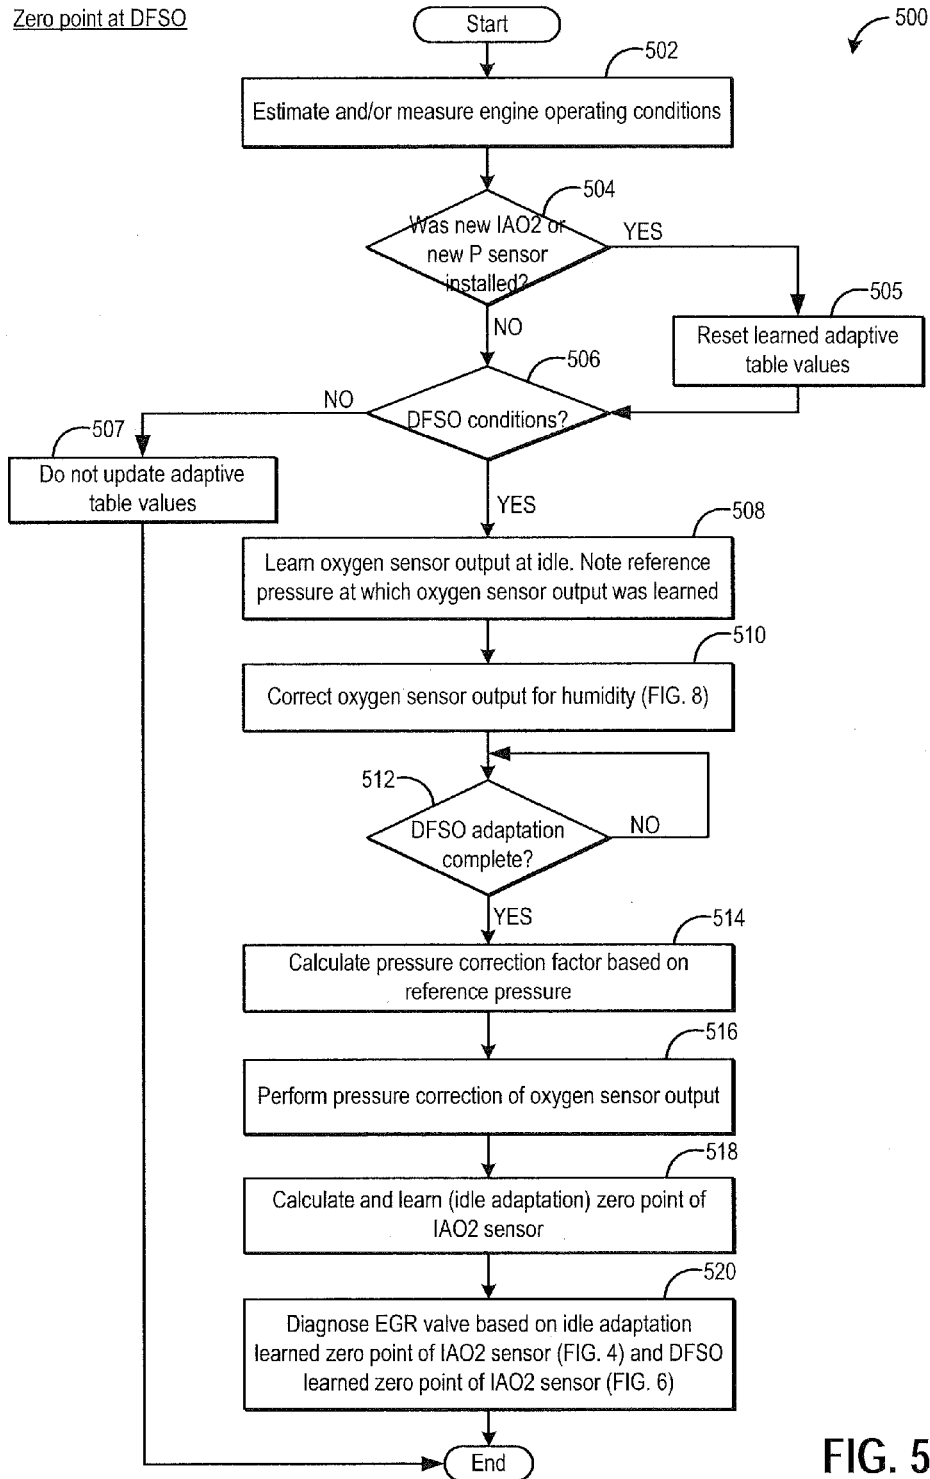 Zero point at DFSO
500
Start
502
Estimate and/or measure engine operating conditions
504
Was new IAO2 or
new P sensor
installed?
YES
NO
505
Reset learned adaptive
table values
506
DFSO conditions?
NO
507
Do not update adaptive
table values
YES
508
Learn oxygen sensor output at idle. Note reference
pressure at which oxygen sensor output was learned
510
Correct oxygen sensor output for humidity (FIG. 8)
512
DFSO adaptation
complete?
NO
YES
514
Calculate pressure correction factor based on
reference pressure
516
Perform pressure correction of oxygen sensor output
518
Calculate and learn (idle adaptation) zero point of
IAO2 sensor
520
Diagnose EGR valve based on idle adaptation
learned zero point of IAO2 sensor (FIG. 4) and DFSO
learned zero point of IAO2 sensor (FIG. 6)
End
FIG. 5